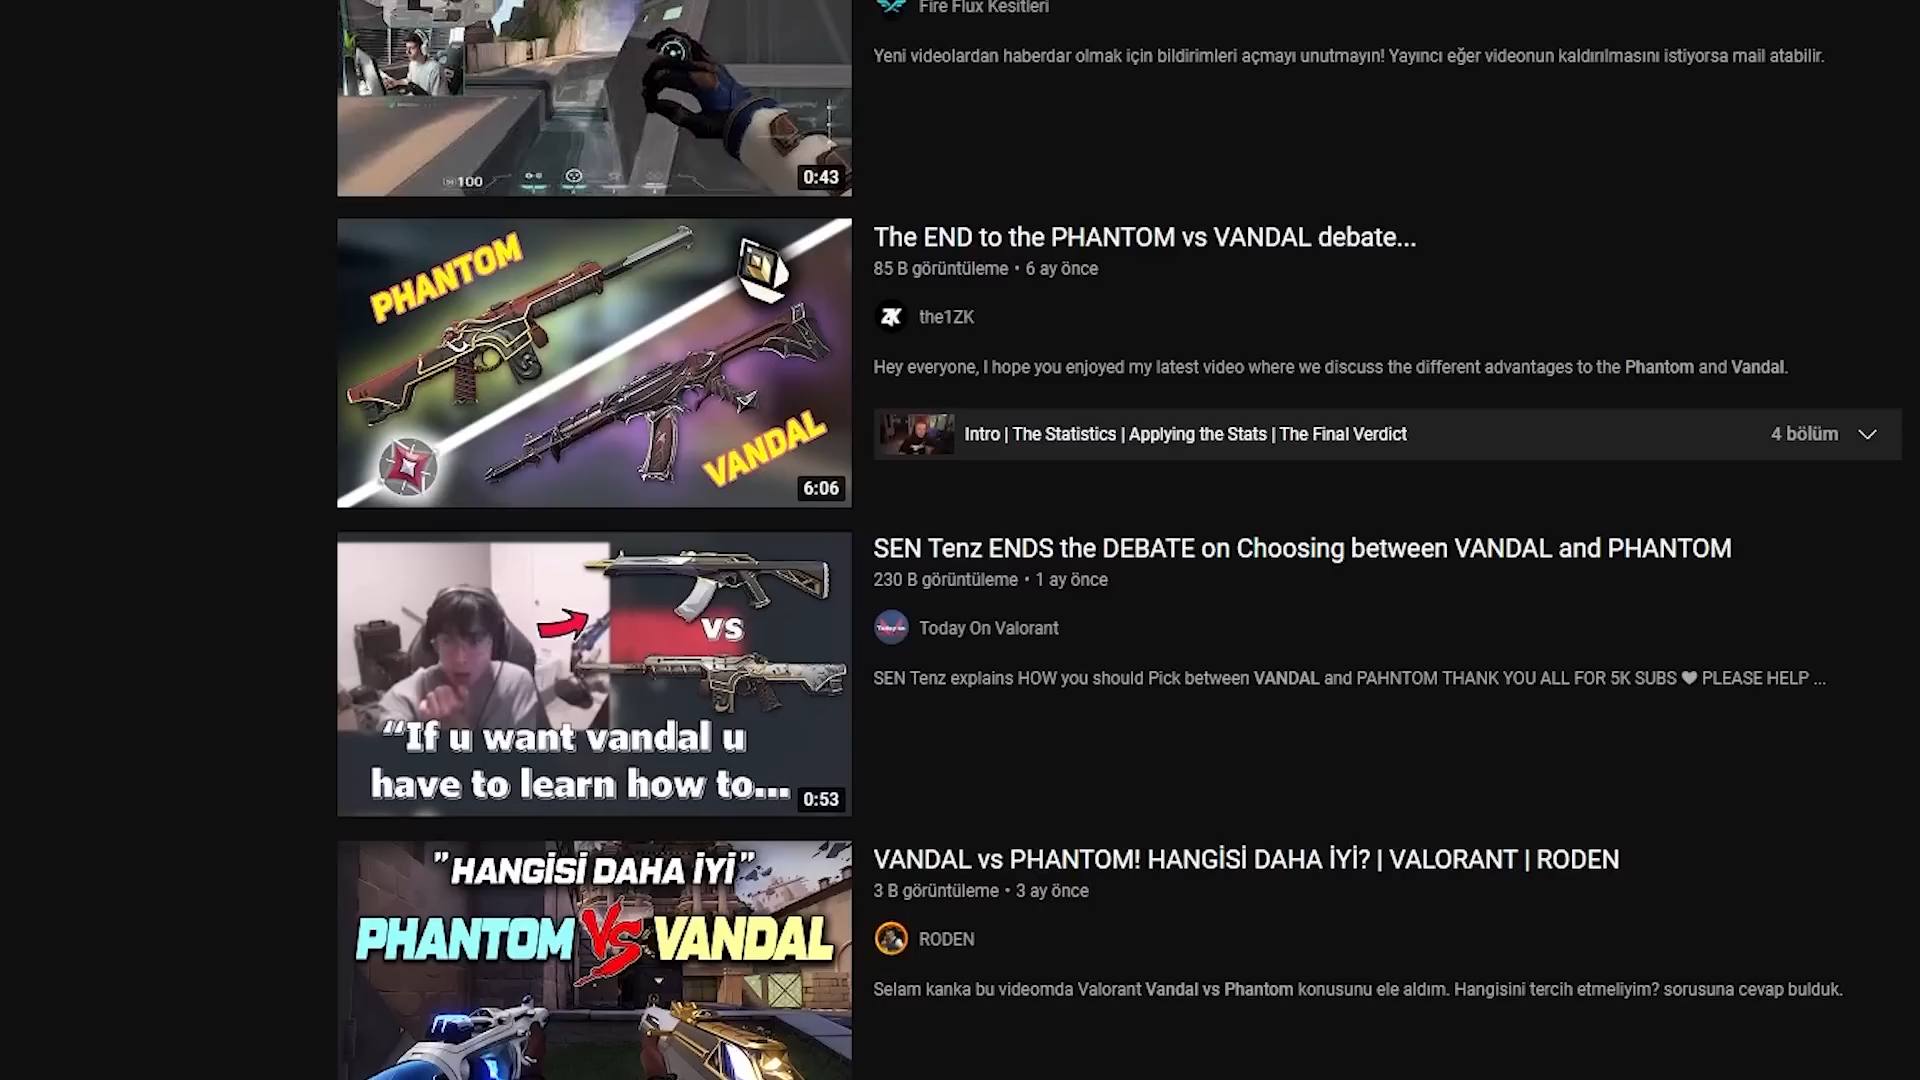 Fire Flux Kesitleri
Yeni videolardan haberdar olmak için bildirimleri açmayı unutmayın! Yayıncı eğer videonun kaldırılmasını istiyorsa mail atabilir.
100
0:43
PHANTOM
VANDAL
6:06
The END to the PHANTOM vs VANDAL debate...
85 B görüntüleme • 6 ay önce
ZK
the1ZK
Hey everyone, I hope you enjoyed my latest video where we discuss the different advantages to the Phantom and Vandal.
Intro | The Statistics | Applying the Stats | The Final Verdict
4 bölüm
VS
“If u want vandal u
have to learn how to...
0:53
SEN Tenz ENDS the DEBATE on Choosing between VANDAL and PHANTOM
230 B görüntüleme • 1 ay önce
Today On Valorant
SEN Tenz explains HOW you should Pick between VANDAL and PAHNTOM THANK YOU ALL FOR 5K SUBS ❤ PLEASE HELP ...
"HANGİSİ DAHA İYİ"
PHANTOM VS VANDAL
VANDAL vs PHANTOM! HANGİSİ DAHA İYİ? | VALORANT | RODEN
3 B görüntüleme • 3 ay önce
RODEN
Selam kanka bu videomda Valorant Vandal vs Phantom konusunu ele aldım. Hangisini tercih etmeliyim? sorusuna cevap bulduk.